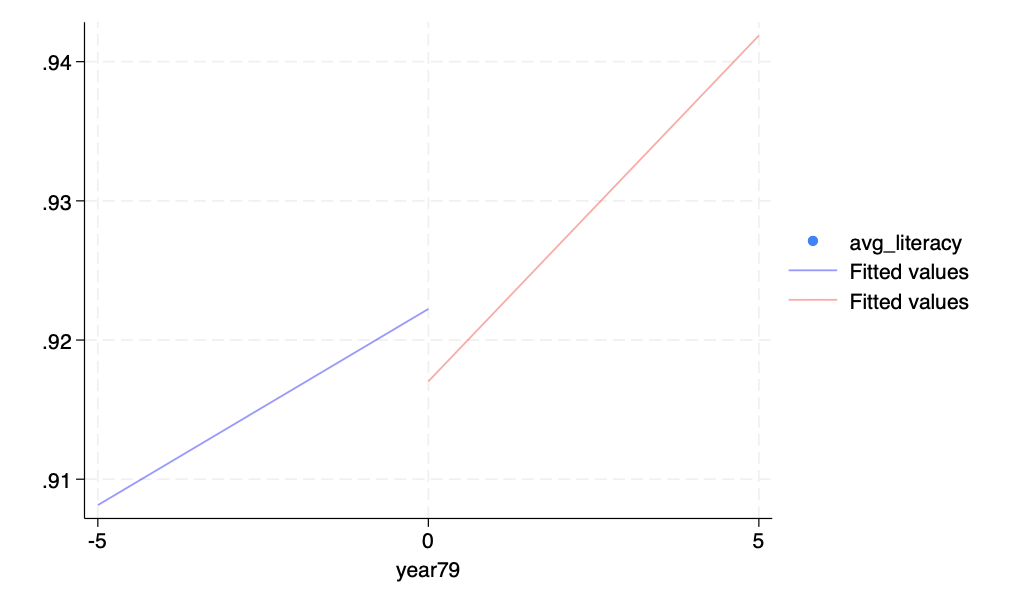 .94
.93
.92
.91
-5
0
5
year79
avg_literacy
Fitted values
Fitted values